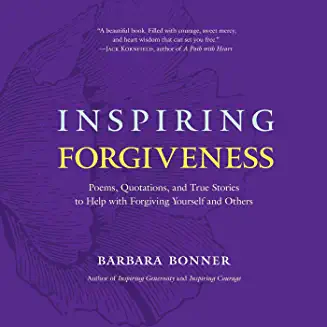 "A beautiful book. Filled with courage, sweet mercy,
and heart wisdom that can set you free."
—Jack Kornfield, author of A Path with Heart
INSPIRING
FORGIVENESS
Poems, Quotations, and True Stories
to Help with Forgiving Yourself and Others
BARBARA BONNER
Author of Inspiring Generosity and Inspiring Courage